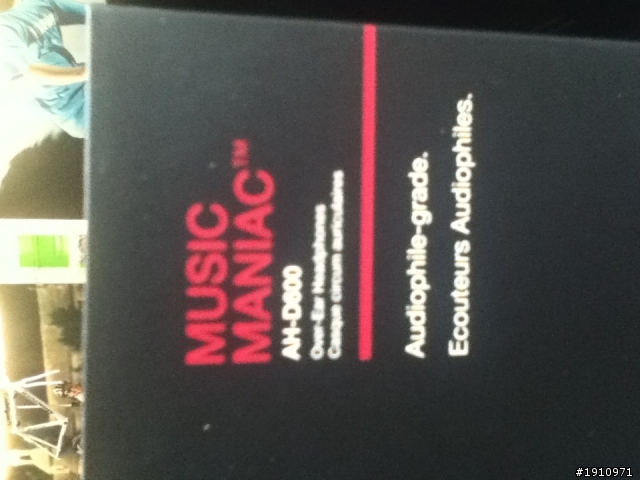 MUSIC
MANIAC™
AH-D600
Over-Ear Headphones
Casque circum auriculaires
Audiophile-grade.
Ecouteurs Audiophiles.
#1910971